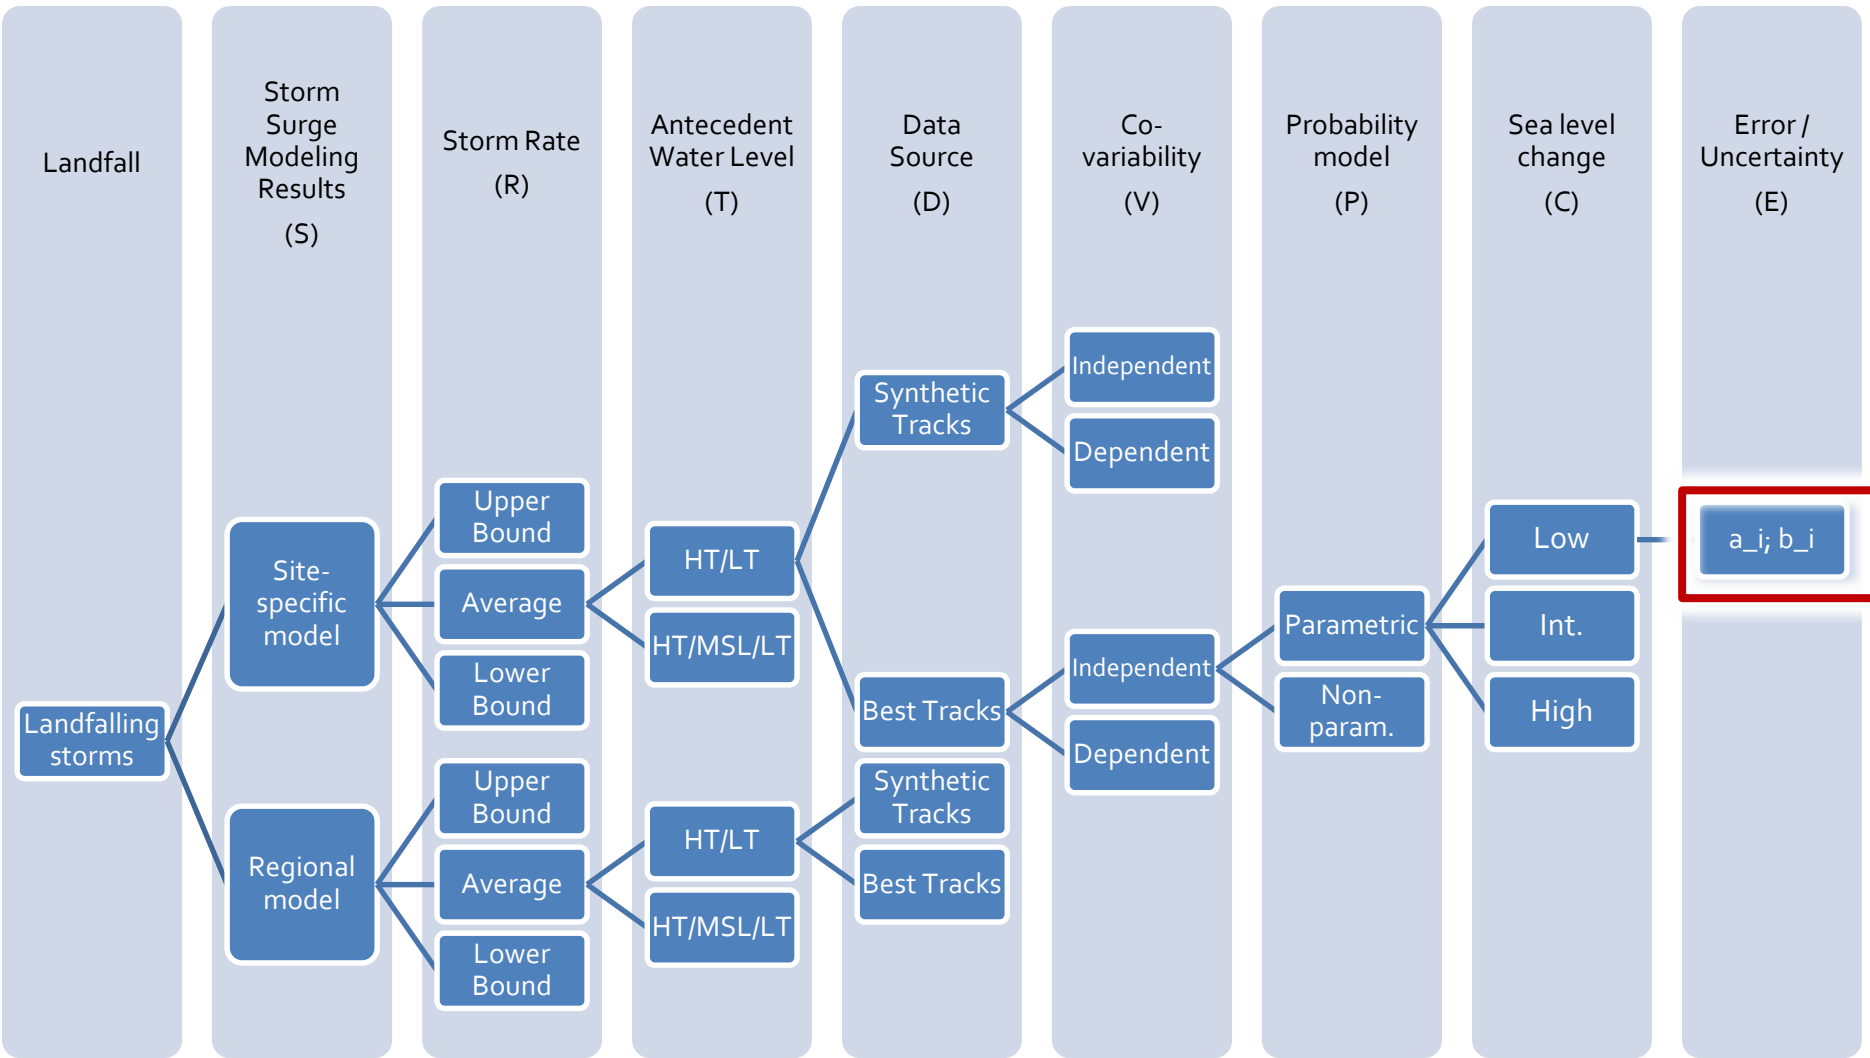 Landfall
Storm
Surge
Modeling
Results
(S)
Storm Rate
(R)
Antecedent
Water Level
(T)
Data
Source
(D)
Co-
variability
(V)
Probability
model
(P)
Sea level
change
(C)
Error /
Uncertainty
(E)
Landfalling
storms
Site-
specific
model
Regional
model
Upper
Bound
Average
Lower
Bound
Upper
Bound
Average
Lower
Bound
HT/LT
HT/MSL/LT
HT/LT
HT/MSL/LT
Synthetic
Tracks
Best Tracks
Synthetic
Tracks
Best Tracks
Independent
Dependent
Independent
Dependent
Parametric
Non-
param.
Low
Int.
High
a_i; b_i